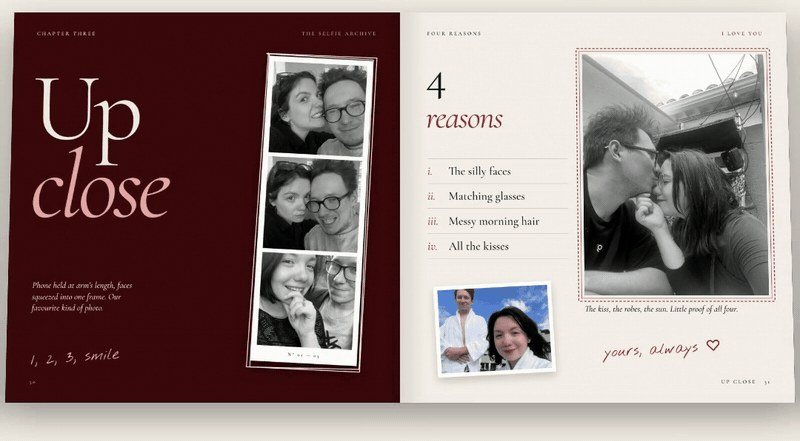 CHAPTER THREE
THE SELFIE ARCHIVE
Up
close
Phone held at arm's length, faces
squeezed into one frame. Our
favourite kind of photo.
1, 2, 3, smile
30
FOUR REASONS
I LOVE YOU
4
reasons
i. The silly faces
ii. Matching glasses
iii. Messy morning hair
iv. All the kisses
The kiss, the robes, the sun. Little proof of all four.
yours, always ♡
UP CLOSE 31